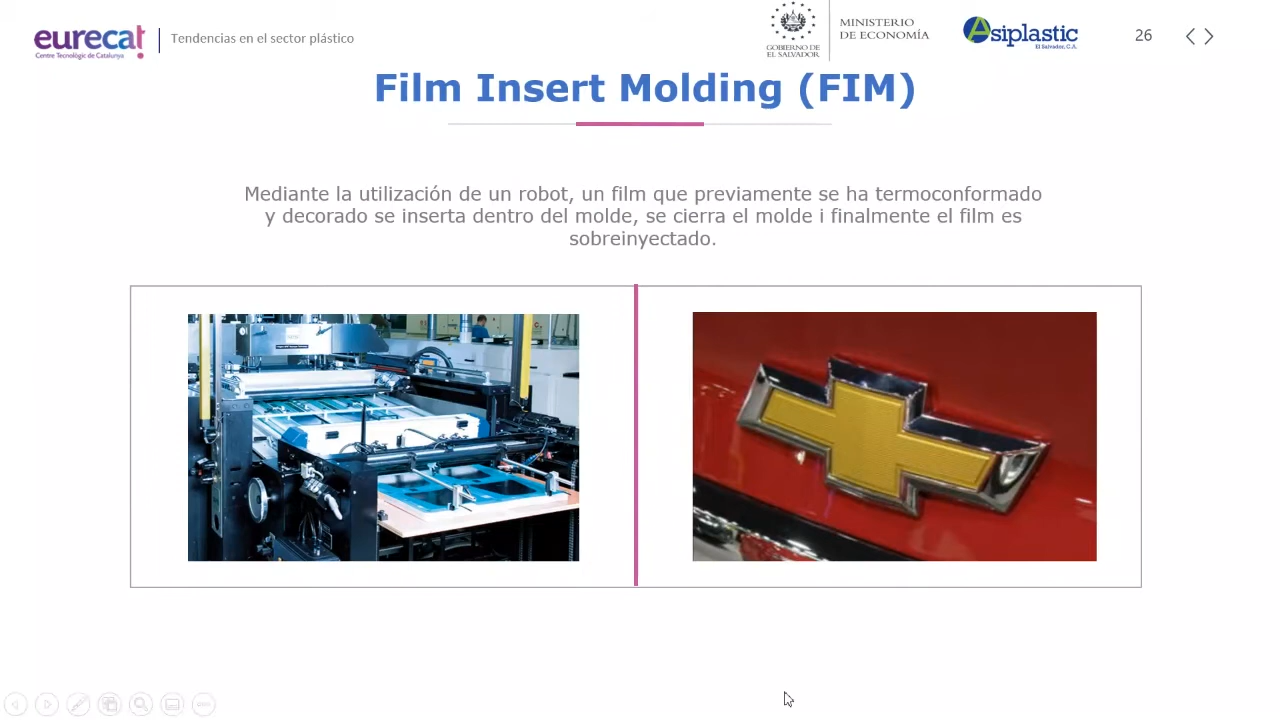 eurecat
Centre Tecnològic de Catalunya
Tendencias en el sector plástico
GOBIERNO DE
EL SALVADOR
MINISTERIO
DE ECONOMÍA
Asiplastic
El Salvador, C.A.
26
Film Insert Molding (FIM)
Mediante la utilización de un robot, un film que previamente se ha termoconformado
y decorado se inserta dentro del molde, se cierra el molde i finalmente el film es
sobreinyectado.